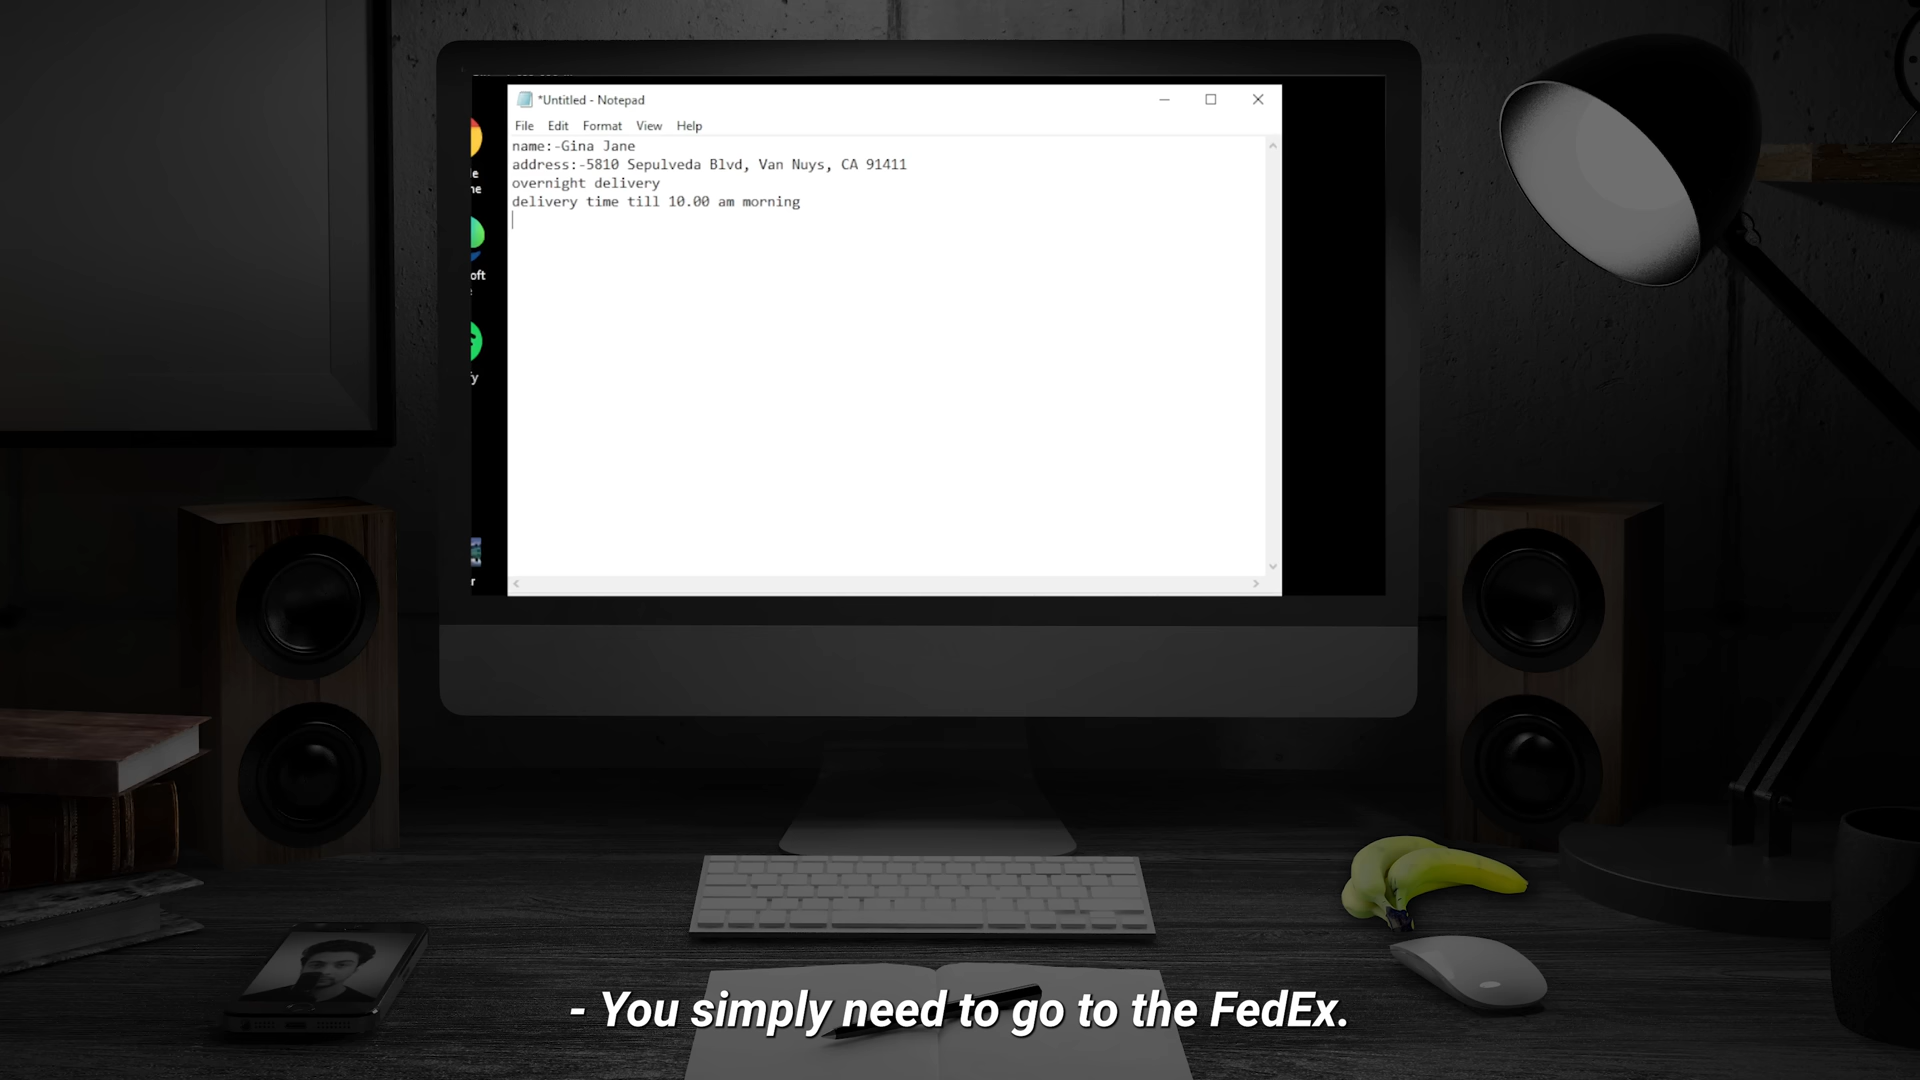 *Untitled - Notepad
File Edit Format View Help
name:-Gina Jane
address:-5810 Sepulveda Blvd, Van Nuys, CA 91411
overnight delivery
delivery time till 10.00 am morning
- You simply need to go to the FedEx.